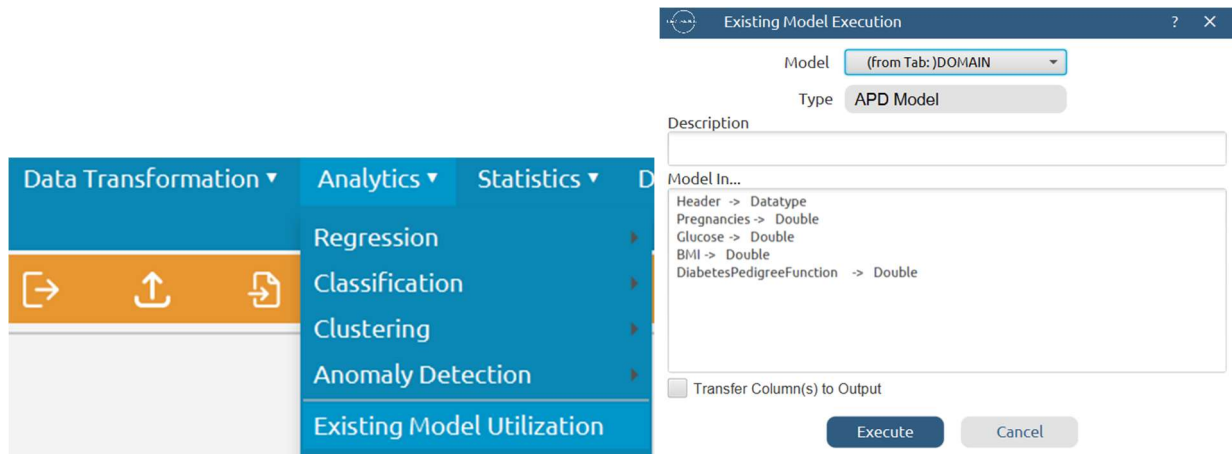 Data Transformation ▾ Analytics ▾ Statistics ▾ D
Regression
Classification
Clustering
Anomaly Detection
Existing Model Utilization
Existing Model Execution ? ×
Model (from Tab: )DOMAIN
Type APD Model
Description
Model In...
Header -> Datatype
Pregnancies -> Double
Glucose -> Double
BMI -> Double
DiabetesPedigreeFunction -> Double
Transfer Column(s) to Output
Execute Cancel